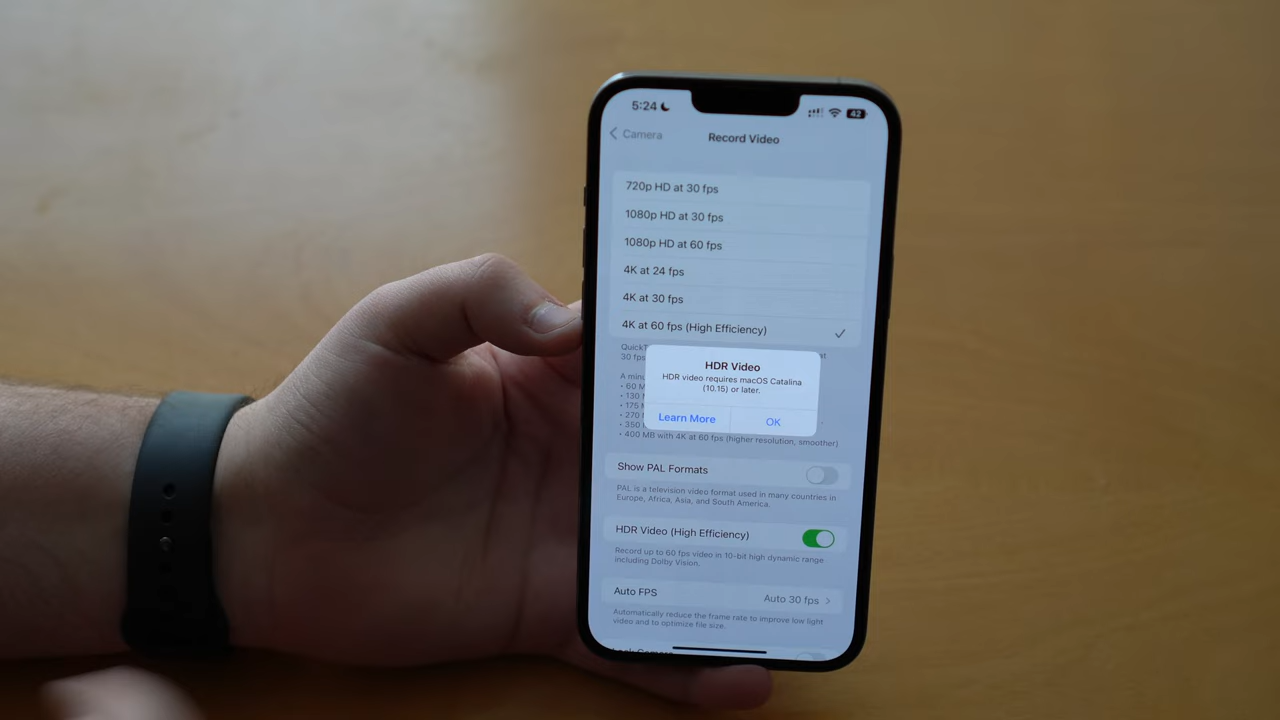 5:24
42
Camera
Record Video
720p HD at 30 fps
1080p HD at 30 fps
1080p HD at 60 fps
4K at 24 fps
4K at 30 fps
4K at 60 fps (High Efficiency)
30 fps
HDR Video
HDR video requires macOS Catalina
(10.15) or later.
Learn More
OK
• 400 MB with 4K at 60 fps (higher resolution, smoother)
Show PAL Formats
PAL is a television video format used in many countries in
Europe, Africa, Asia, and South America.
HDR Video (High Efficiency)
Record up to 60 fps video in 10-bit high dynamic range
including Dolby Vision.
Auto FPS
Auto 30 fps
Automatically reduce the frame rate to improve low light
video and to optimize file size.